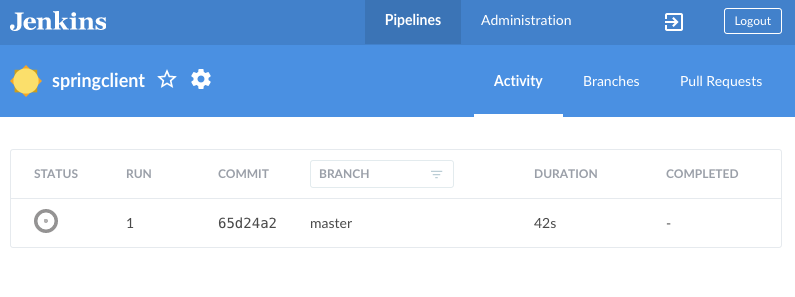 Jenkins Pipelines Administration Logout
springclient Activity Branches Pull Requests
STATUS RUN COMMIT BRANCH DURATION COMPLETED
1 65d24a2 master 42s -